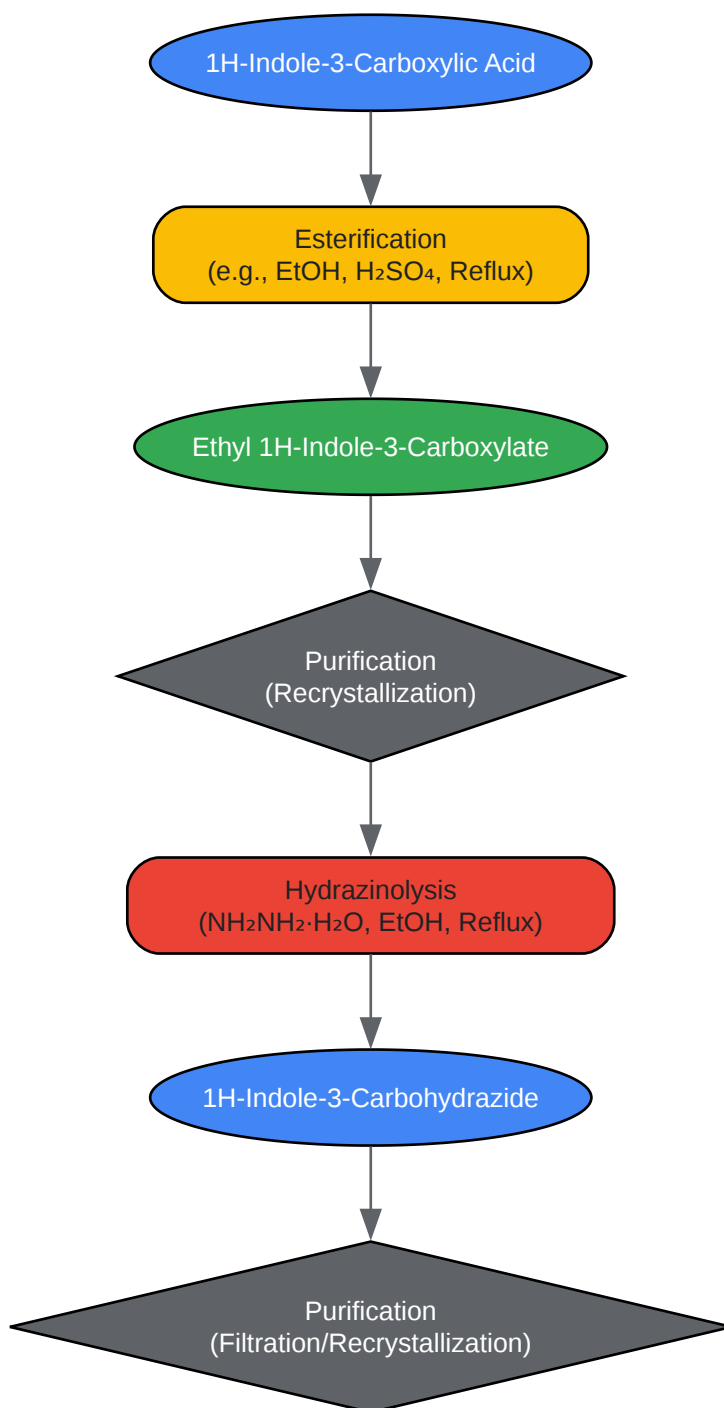 1H-Indole-3-Carboxylic Acid
Esterification
(e.g., EtOH, H₂SO₄, Reflux)
Ethyl 1H-Indole-3-Carboxylate
Purification
(Recrystallization)
Hydrazinolysis
(NH₂NH₂·H₂O, EtOH, Reflux)
1H-Indole-3-Carbohydrazide
Purification
(Filtration/Recrystallization)